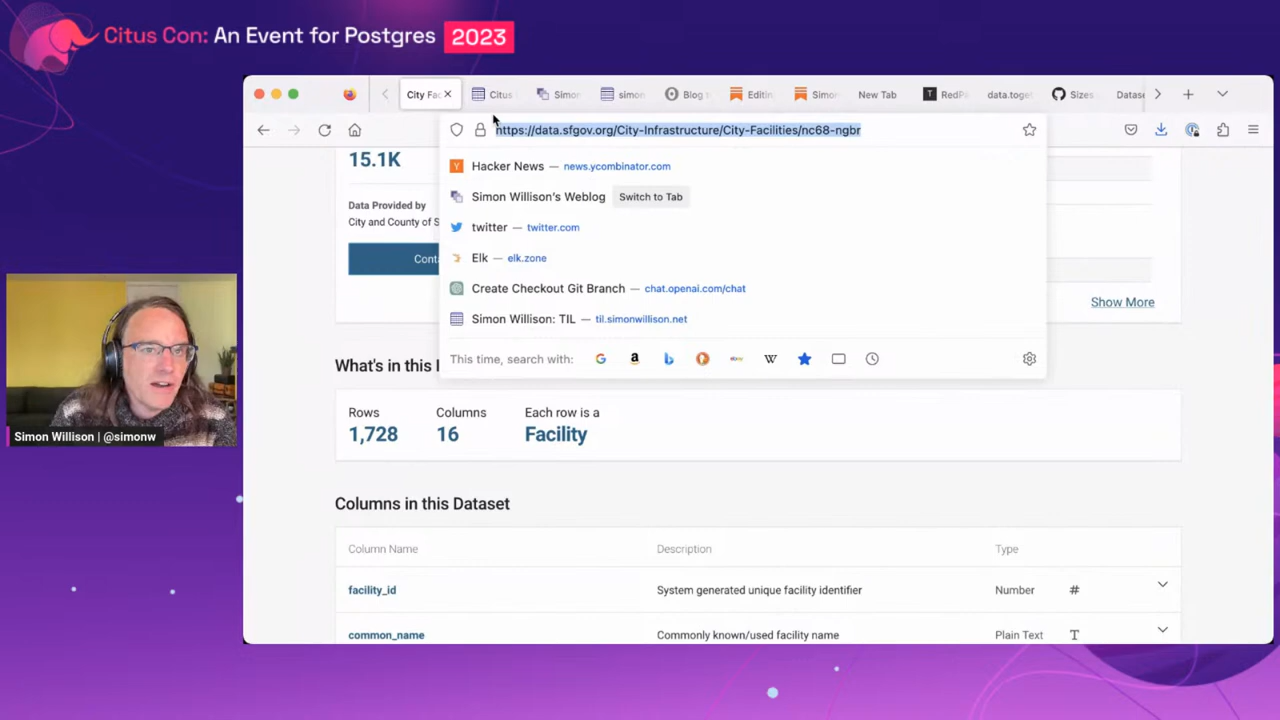 Citus Con: An Event for Postgres 2023
City Fac
Citus
Simon
simon
Blog
Editin
Simon
New Tab
RedP
data.toge
Sizes
Datase
https://data.sfgov.org/City-Infrastructure/City-Facilities/nc68-ngbr
15.1K
Hacker News — news.ycombinator.com
Simon Willison's Weblog Switch to Tab
Data Provided by
City and County of S
twitter — twitter.com
Conta
Elk — elk.zone
Create Checkout Git Branch — chat.openai.com/chat
Show More
Simon Willison: TIL — til.simonwillison.net
This time, search with:
What's in this
Rows Columns Each row is a
1,728 16 Facility
Simon Willison | @simonw
Columns in this Dataset
Column Name Description Type
facility_id System generated unique facility identifier Number #
common_name Commonly known/used facility name Plain Text T